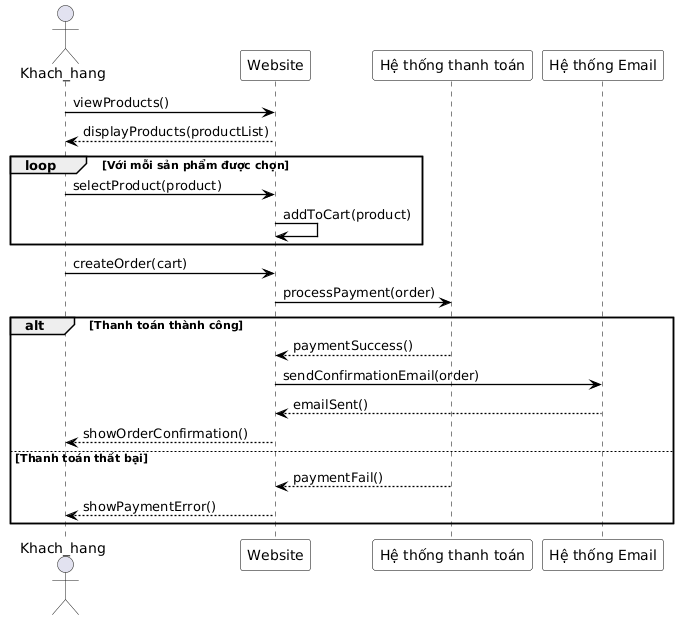 Khach_hang
Website
Hệ thống thanh toán
Hệ thống Email
viewProducts()
displayProducts(productList)
loop [Với mỗi sản phẩm được chọn]
selectProduct(product)
addToCart(product)
createOrder(cart)
processPayment(order)
alt [Thanh toán thành công]
paymentSuccess()
sendConfirmationEmail(order)
emailSent()
showOrderConfirmation()
[Thanh toán thất bại]
paymentFail()
showPaymentError()
Khach_hang
Website
Hệ thống thanh toán
Hệ thống Email